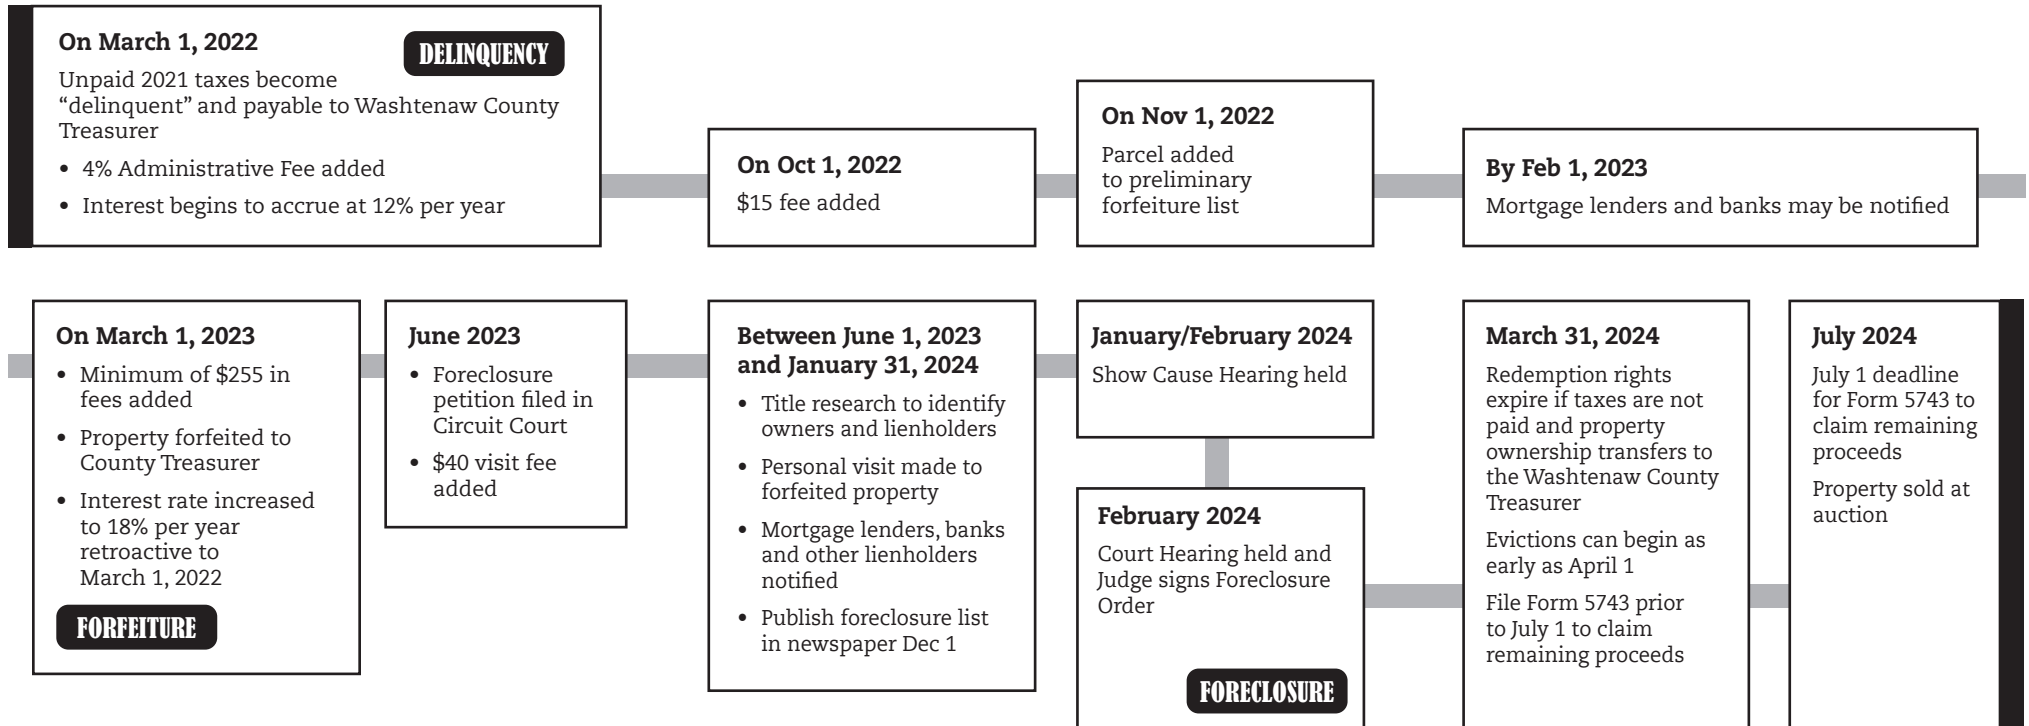 On March 1, 2022
DELINQUENCY
Unpaid 2021 taxes become
“delinquent” and payable to Washtenaw County
Treasurer
• 4% Administrative Fee added
• Interest begins to accrue at 12% per year
On Oct 1, 2022
$15 fee added
On Nov 1, 2022
Parcel added
to preliminary
forfeiture list
By Feb 1, 2023
Mortgage lenders and banks may be notified
On March 1, 2023
• Minimum of $255 in
fees added
• Property forfeited to
County Treasurer
• Interest rate increased
to 18% per year
retroactive to
March 1, 2022
FORFEITURE
June 2023
• Foreclosure
petition filed in
Circuit Court
• $40 visit fee
added
Between June 1, 2023
and January 31, 2024
• Title research to identify
owners and lienholders
• Personal visit made to
forfeited property
• Mortgage lenders, banks
and other lienholders
notified
• Publish foreclosure list
in newspaper Dec 1
January/February 2024
Show Cause Hearing held
February 2024
Court Hearing held and
Judge signs Foreclosure
Order
FORECLOSURE
March 31, 2024
Redemption rights
expire if taxes are not
paid and property
ownership transfers to
the Washtenaw County
Treasurer
Evictions can begin as
early as April 1
File Form 5743 prior
to July 1 to claim
remaining proceeds
July 2024
July 1 deadline
for Form 5743 to
claim remaining
proceeds
Property sold at
auction